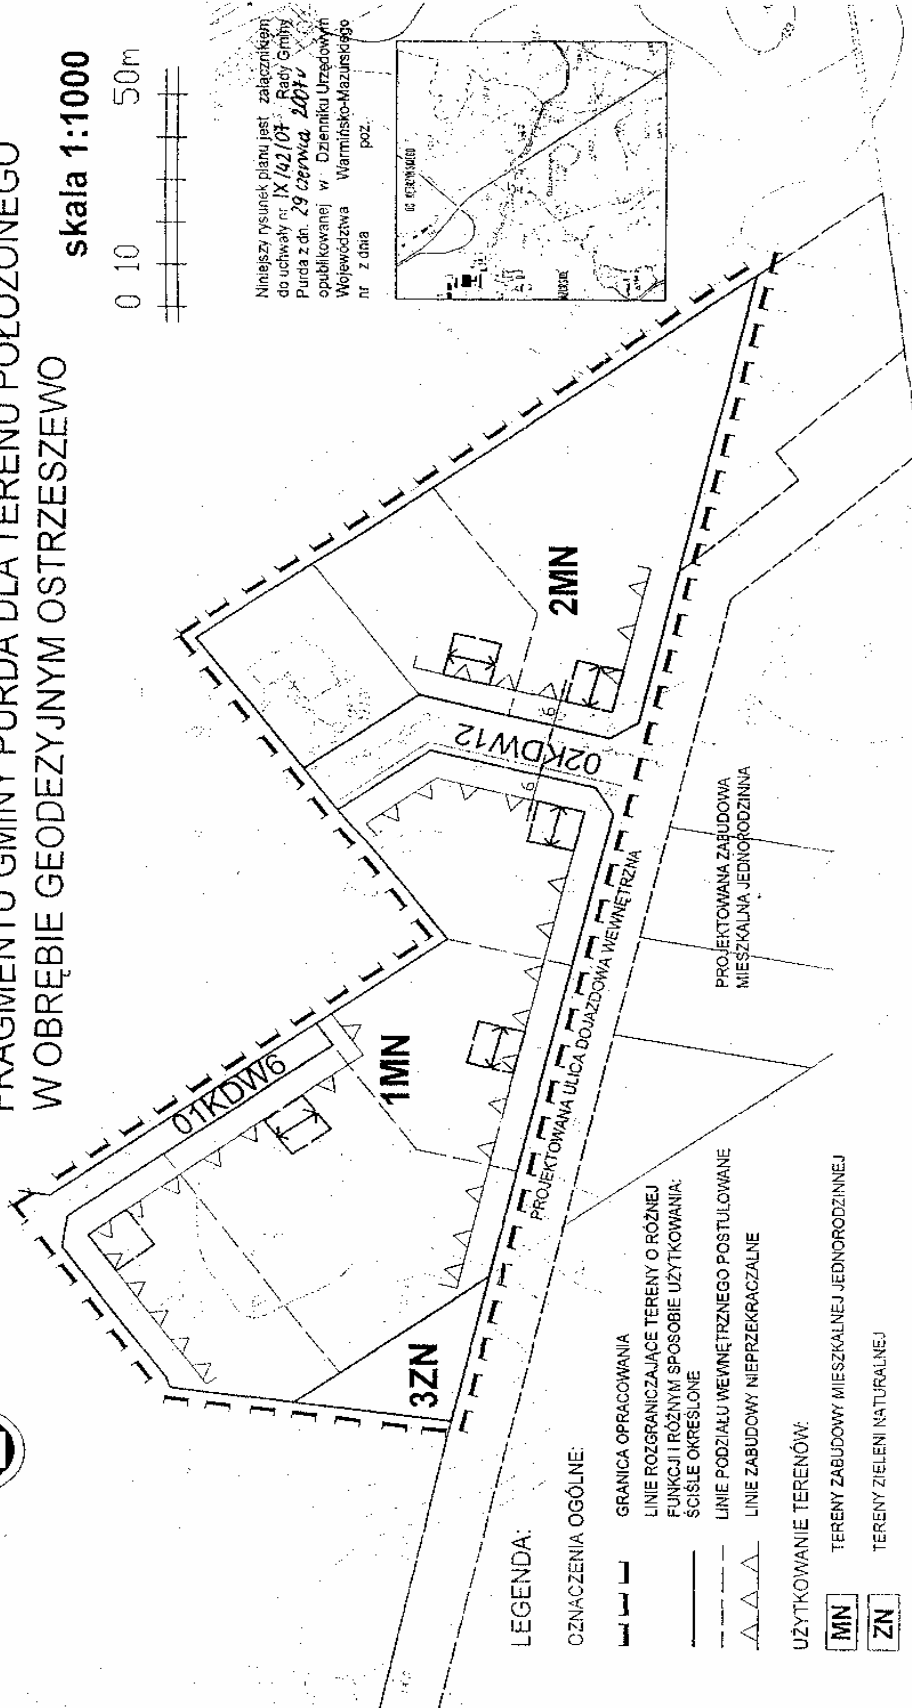 FRAGMENTU GMINY PURDA DLA TERENU POŁOŻONEGO
W OBRĘBIE GEODEZYJNYM OSTRZESZEWO
skala 1:1000
0 10 50m
Niniejszy rysunek planu jest załącznikiem
do uchwały nr IX/42/07 Rady Gminy
Purda z dn. 29 czerwca 2007r
opublikowanej w Dzienniku Urzędowym
Województwa Warmińsko-Mazurskiego
nr z dnia poz.
01KDW6
1MN
02KDW12
6
6
2MN
3ZN
PROJEKTOWANA ULICA DOJAZDOWA WEWNĘTRZNA
PROJEKTOWANA ZABUDOWA
MIESZKALNA JEDNORODZINNA
LEGENDA:
OZNACZENIA OGÓLNE:
GRANICA OPRACOWANIA
LINIE ROZGRANICZAJĄCE TERENY O RÓŻNEJ
FUNKCJI I RÓŻNYM SPOSOBIE UŻYTKOWANIA:
ŚCIŚLE OKREŚLONE
LINIE PODZIAŁU WEWNĘTRZNEGO POSTULOWANE
LINIE ZABUDOWY NIEPRZEKRACZALNE
UŻYTKOWANIE TERENÓW:
MN TERENY ZABUDOWY MIESZKALNEJ JEDNORODZINNEJ
ZN TERENY ZIELENI NATURALNEJ